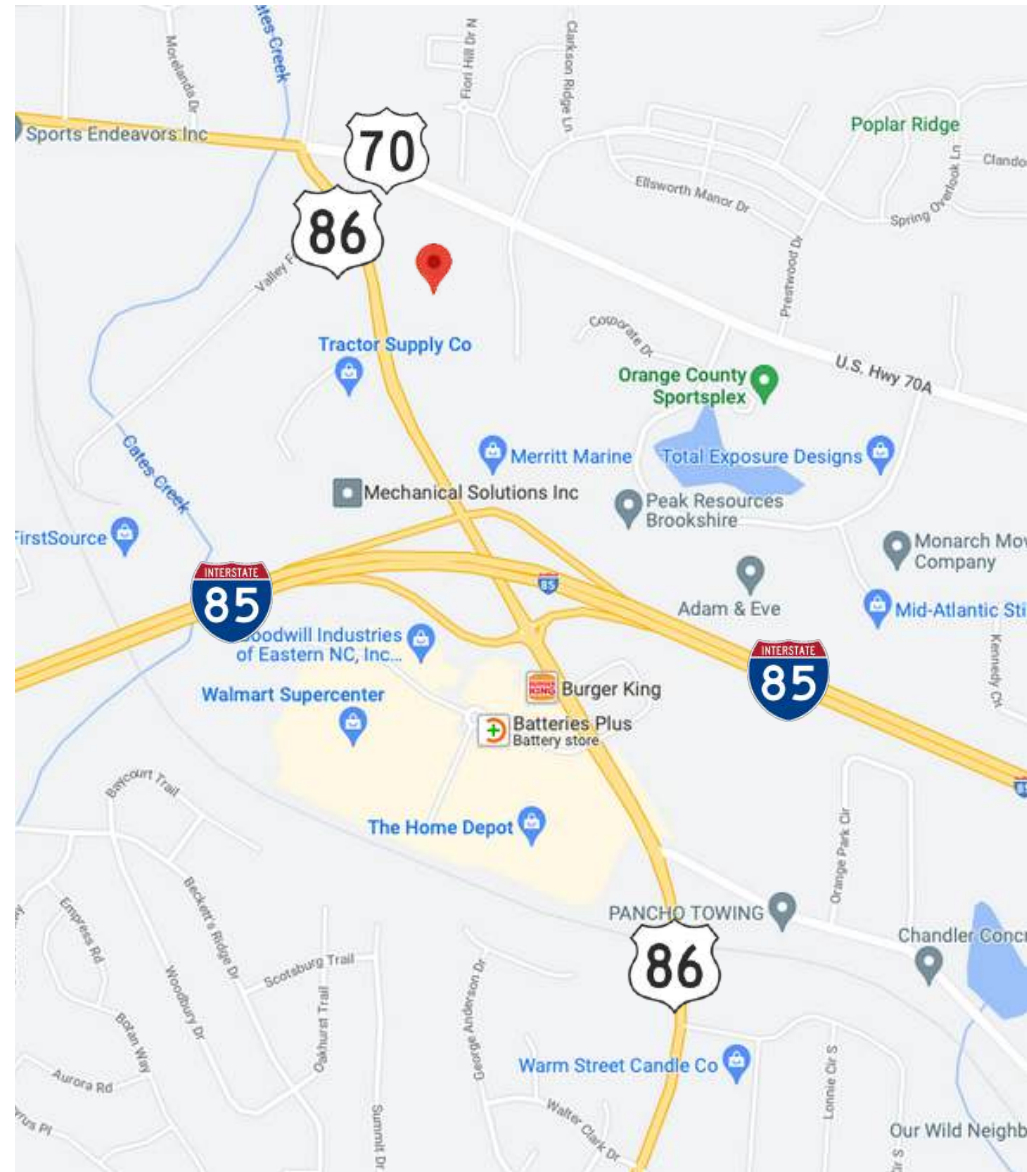 Cates Creek
Morelanda Dr
Fiori Hill Dr N
Clarkson Ridge Ln
Sports Endeavors Inc
70
Poplar Ridge
Ellsworth Manor Dr
Spring Overlook Ln
86
Valley F
Prestwood Dr
Corporate Dr
Tractor Supply Co
U.S. Hwy 70A
Orange County
Sportsplex
Cates Creek
Merritt Marine
Total Exposure Designs
Mechanical Solutions Inc
Peak Resources
Brookshire
FirstSource
Monarch Mov
Company
INTERSTATE
85
85
Adam & Eve
Mid-Atlantic Sti
Goodwill Industries
of Eastern NC, Inc...
Kennedy Ct
INTERSTATE
85
Walmart Supercenter
BURGER
KING
Burger King
Batteries Plus
Battery store
85
Baycourt Trail
The Home Depot
Orange Park Cir
Beckett's Ridge Dr
PANCHO TOWING
Empress Rd
Chandler Concr
Woodbury Dr
Scotsburg Trail
86
George Anderson Dr
Oakhurst Trail
Botan Way
Aurora Rd
Warm Street Candle Co
Lonnie Cir S
Summit Dr
Walter Clark Dr
Our Wild Neighb